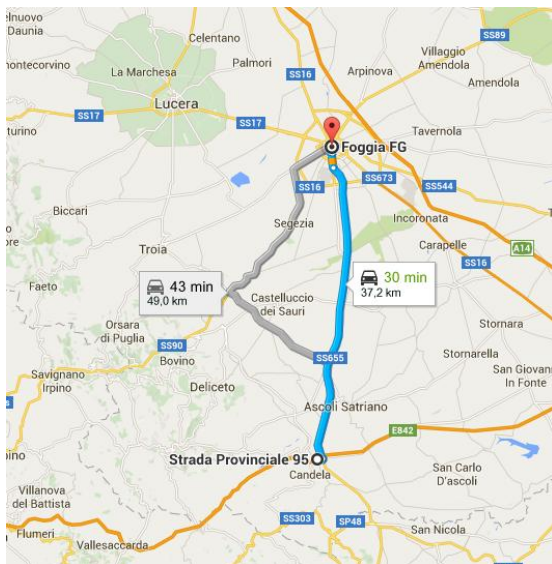 elnuovo
Daunia
Celentano
SS89
montecorvino
La Marchesa
Palmori
SS16
Arpinova
Villaggio
Amendola
Amendola
Lucera
SS17
SS17
turino
Tavernola
Foggia FG
SS673
SS16
SS544
Biccari
Segezia
Incoronata
Carapelle
Troia
A14
SS16
Faeto
43 min
49,0 km
30 min
37,2 km
Castelluccio
dei Sauri
Orsara
di Puglia
SS90
Bovino
SS655
Stornara
Stornarella
Savignano
Irpino
Deliceto
San Giovanni
In Fonte
Ascoli Satriano
E842
Strada Provinciale 95
Candela
San Carlo
D'ascoli
Villanova
del Battista
SS303
SP48
San Nicola
Flumeri
Vallesaccarda